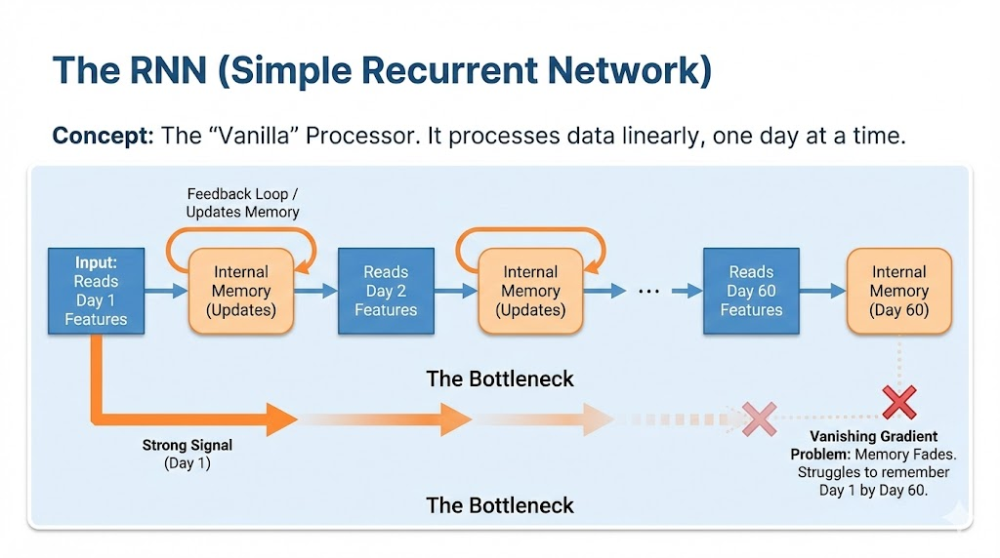 The RNN (Simple Recurrent Network)
Concept: The “Vanilla” Processor. It processes data linearly, one day at a time.
Feedback Loop /
Updates Memory
Input:
Reads
Day 1
Features
Internal
Memory
(Updates)
Reads
Day 2
Features
Internal
Memory
(Updates)
...
Reads
Day 60
Features
Internal
Memory
(Day 60)
The Bottleneck
Strong Signal
(Day 1)
Vanishing Gradient
Problem: Memory Fades.
Struggles to remember
Day 1 by Day 60.
The Bottleneck